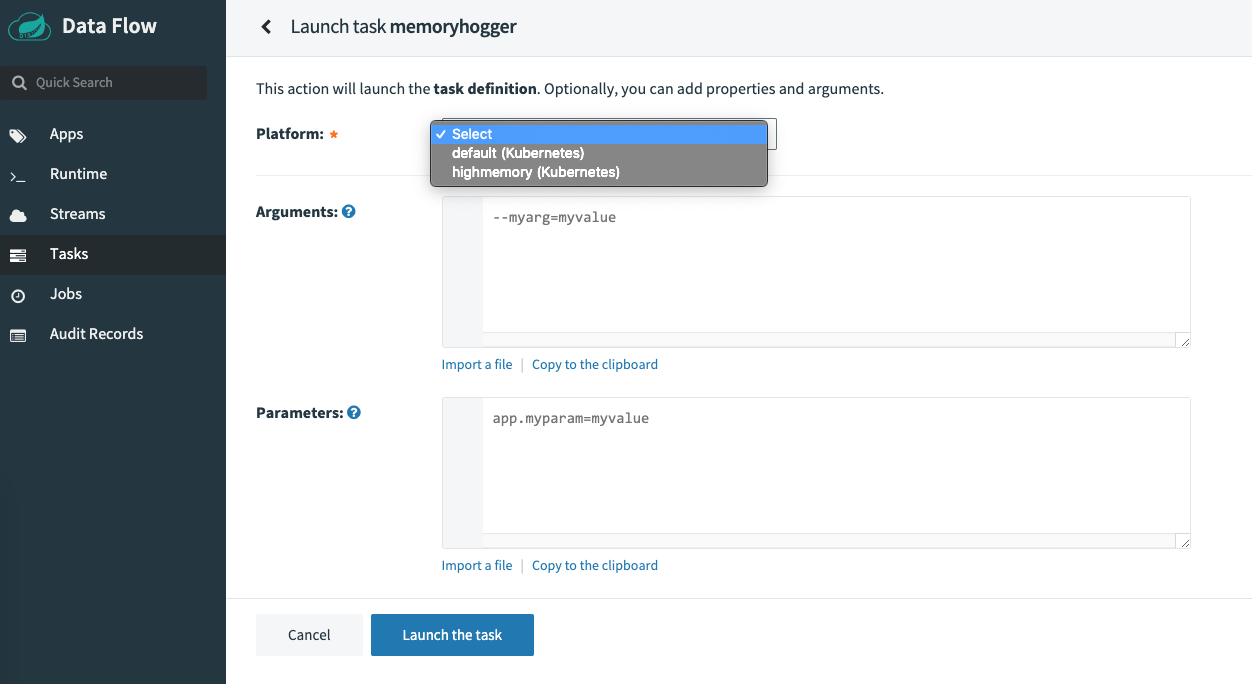 Data Flow
Quick Search
Apps
Runtime
Streams
Tasks
Jobs
Audit Records
Launch task memoryhogger
This action will launch the task definition. Optionally, you can add properties and arguments.
Platform: *
Select
default (Kubernetes)
highmemory (Kubernetes)
Arguments: ?
--myarg=myvalue
Import a file | Copy to the clipboard
Parameters: ?
app.myparam=myvalue
Import a file | Copy to the clipboard
Cancel
Launch the task